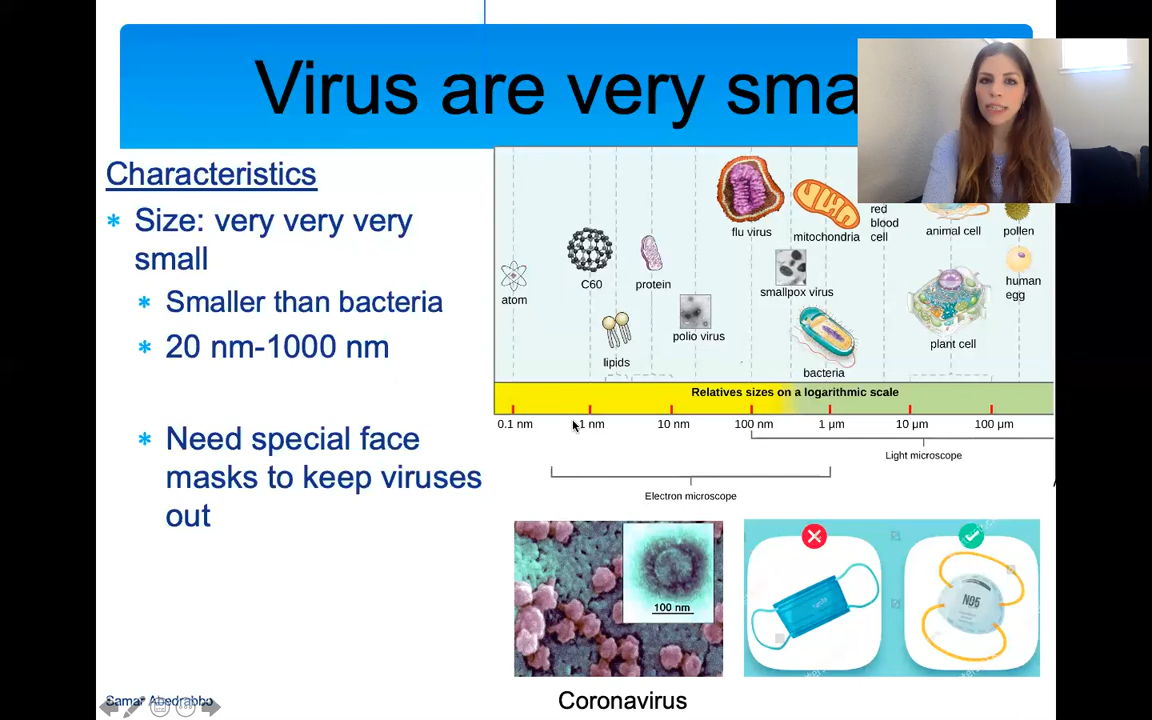 Virus are very sma
Characteristics
* Size: very very very
small
* Smaller than bacteria
* 20 nm-1000 nm
* Need special face
masks to keep viruses
out
flu virus
mitochondria
red
blood
cell
animal cell
pollen
atom
C60
protein
smallpox virus
human
egg
polio virus
lipids
bacteria
plant cell
Relatives sizes on a logarithmic scale
0.1 nm
1 nm
10 nm
100 nm
1 µm
10 µm
100 µm
Light microscope
Electron microscope
100 nm
N95
Coronavirus
Samar Abedrabbo